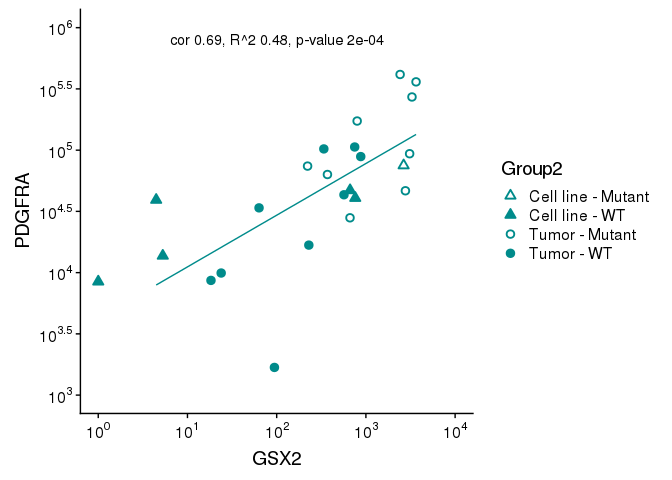 cor 0.69, R^2 0.48, p-value 2e-04
10^6
10^5.5
10^5
10^4.5
10^4
10^3.5
10^3
PDGFRA
10^0 10^1 10^2 10^3 10^4
GSX2
Group2
Cell line - Mutant
Cell line - WT
Tumor - Mutant
Tumor - WT